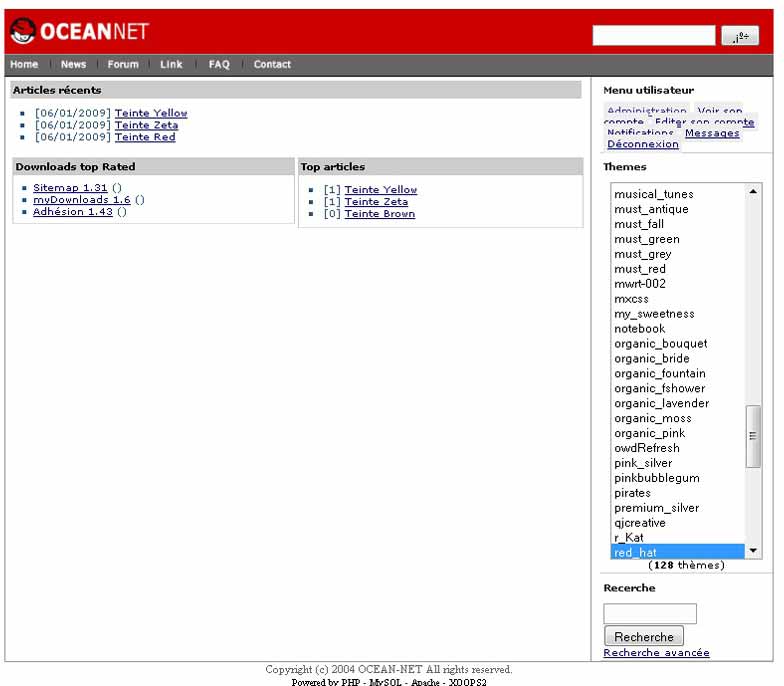 OCEANNET
Home News Forum Link FAQ Contact
Articles récents
[06/01/2009] Teinte Yellow
[06/01/2009] Teinte Zeta
[06/01/2009] Teinte Red
Downloads top Rated
Sitemap 1.31 ()
myDownloads 1.6 ()
Adhésion 1.43 ()
Top articles
[1] Teinte Yellow
[1] Teinte Zeta
[0] Teinte Brown
Menu utilisateur
Administration Voir son
compte Editer son compte
Notifications Messages
Déconnexion
Themes
musical_tunes
must_antique
must_fall
must_green
must_grey
must_red
mwrt-002
mxcss
my_sweetness
notebook
organic_bouquet
organic_bride
organic_fountain
organic_fshower
organic_lavender
organic_moss
organic_pink
owdRefresh
pink_silver
pinkbubblegum
pirates
premium_silver
qjcreative
r_Kat
red_hat
(128 thèmes)
Recerche
Recherche
Recherche avancée
Copyright (c) 2004 OCEAN-NET All rights reserved.
Powered by PHP - MySQL - Apache - XOOPS2